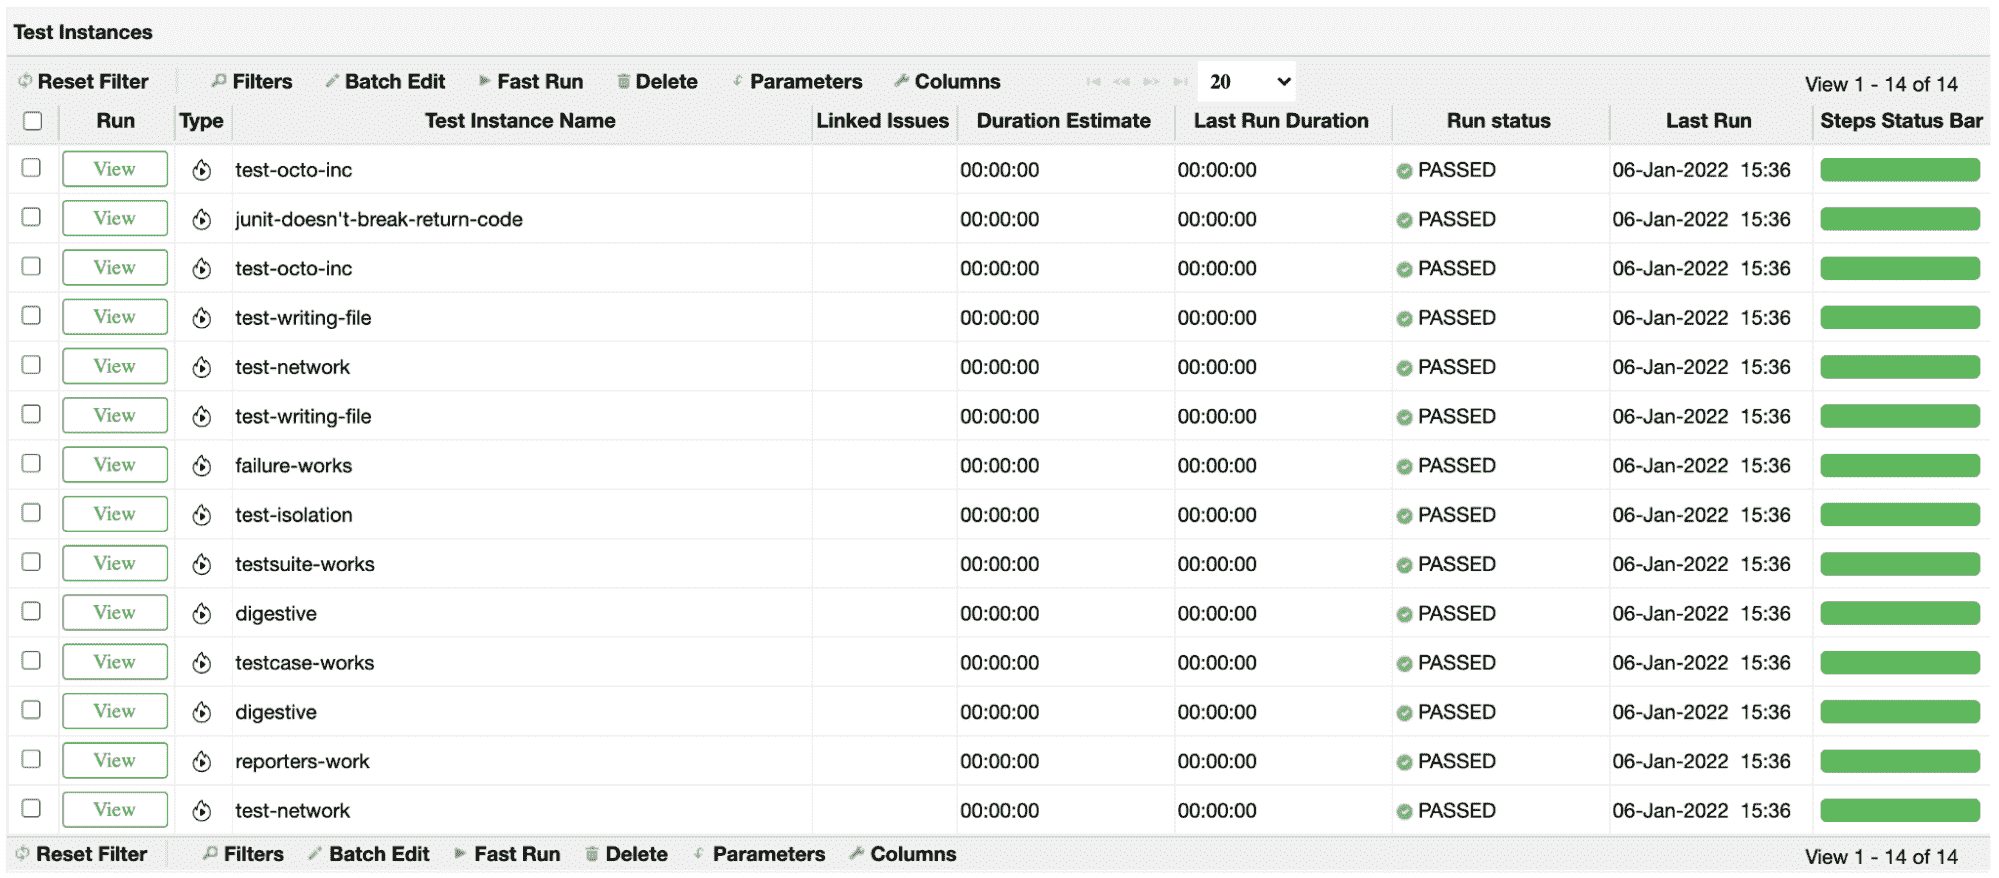 Test Instances
Reset Filter Filters Batch Edit Fast Run Delete Parameters Columns 20 View 1 - 14 of 14
Run Type Test Instance Name Linked Issues Duration Estimate Last Run Duration Run status Last Run Steps Status Bar
View test-octo-inc 00:00:00 00:00:00 PASSED 06-Jan-2022 15:36
View junit-doesn't-break-return-code 00:00:00 00:00:00 PASSED 06-Jan-2022 15:36
View test-octo-inc 00:00:00 00:00:00 PASSED 06-Jan-2022 15:36
View test-writing-file 00:00:00 00:00:00 PASSED 06-Jan-2022 15:36
View test-network 00:00:00 00:00:00 PASSED 06-Jan-2022 15:36
View test-writing-file 00:00:00 00:00:00 PASSED 06-Jan-2022 15:36
View failure-works 00:00:00 00:00:00 PASSED 06-Jan-2022 15:36
View test-isolation 00:00:00 00:00:00 PASSED 06-Jan-2022 15:36
View testsuite-works 00:00:00 00:00:00 PASSED 06-Jan-2022 15:36
View digestive 00:00:00 00:00:00 PASSED 06-Jan-2022 15:36
View testcase-works 00:00:00 00:00:00 PASSED 06-Jan-2022 15:36
View digestive 00:00:00 00:00:00 PASSED 06-Jan-2022 15:36
View reporters-work 00:00:00 00:00:00 PASSED 06-Jan-2022 15:36
View test-network 00:00:00 00:00:00 PASSED 06-Jan-2022 15:36
Reset Filter Filters Batch Edit Fast Run Delete Parameters Columns View 1 - 14 of 14